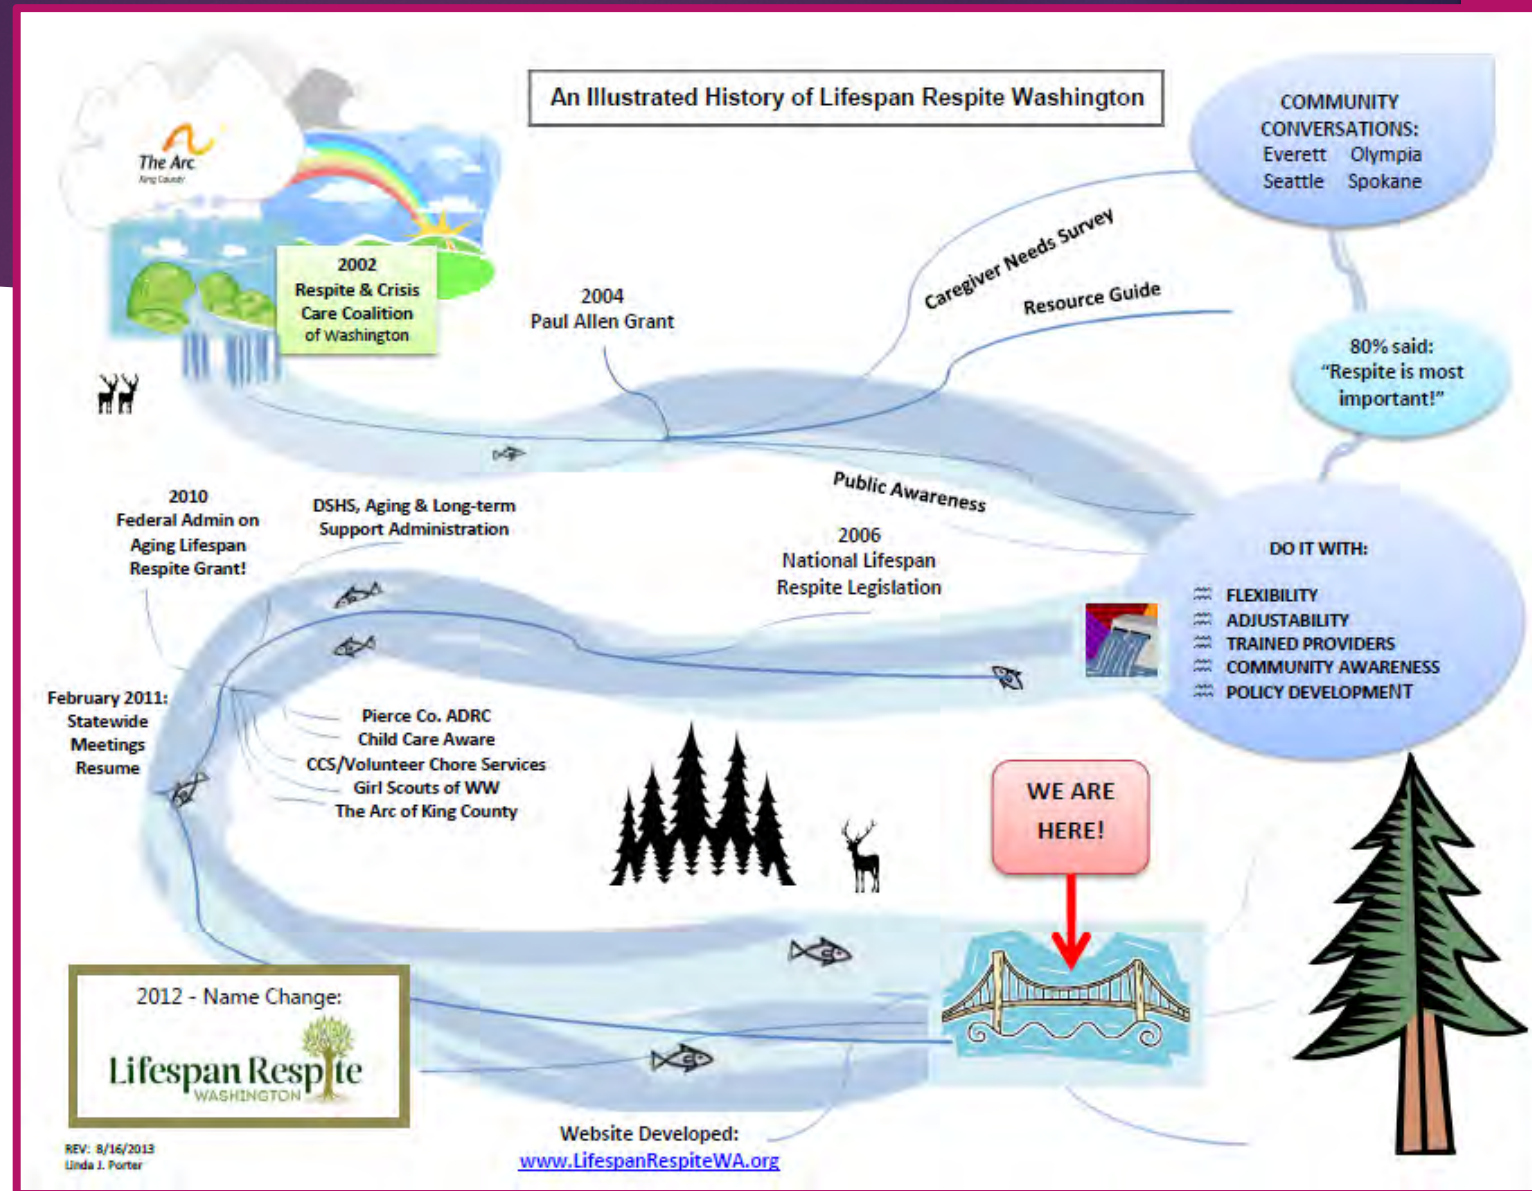 An Illustrated History of Lifespan Respite Washington
The Arc
King County
2002
Respite & Crisis
Care Coalition
of Washington
2004
Paul Allen Grant
Caregiver Needs Survey
Resource Guide
Public Awareness
COMMUNITY
CONVERSATIONS:
Everett Olympia
Seattle Spokane
80% said:
“Respite is most
important!”
DO IT WITH:
FLEXIBILITY
ADJUSTABILITY
TRAINED PROVIDERS
COMMUNITY AWARENESS
POLICY DEVELOPMENT
2006
National Lifespan
Respite Legislation
DSHS, Aging & Long-term
Support Administration
2010
Federal Admin on
Aging Lifespan
Respite Grant!
February 2011:
Statewide
Meetings
Resume
Pierce Co. ADRC
Child Care Aware
CCS/Volunteer Chore Services
Girl Scouts of WW
The Arc of King County
WE ARE
HERE!
2012 - Name Change:
Lifespan Respite
WASHINGTON
Website Developed:
www.LifespanRespiteWA.org
REV: 8/16/2013
Linda J. Porter